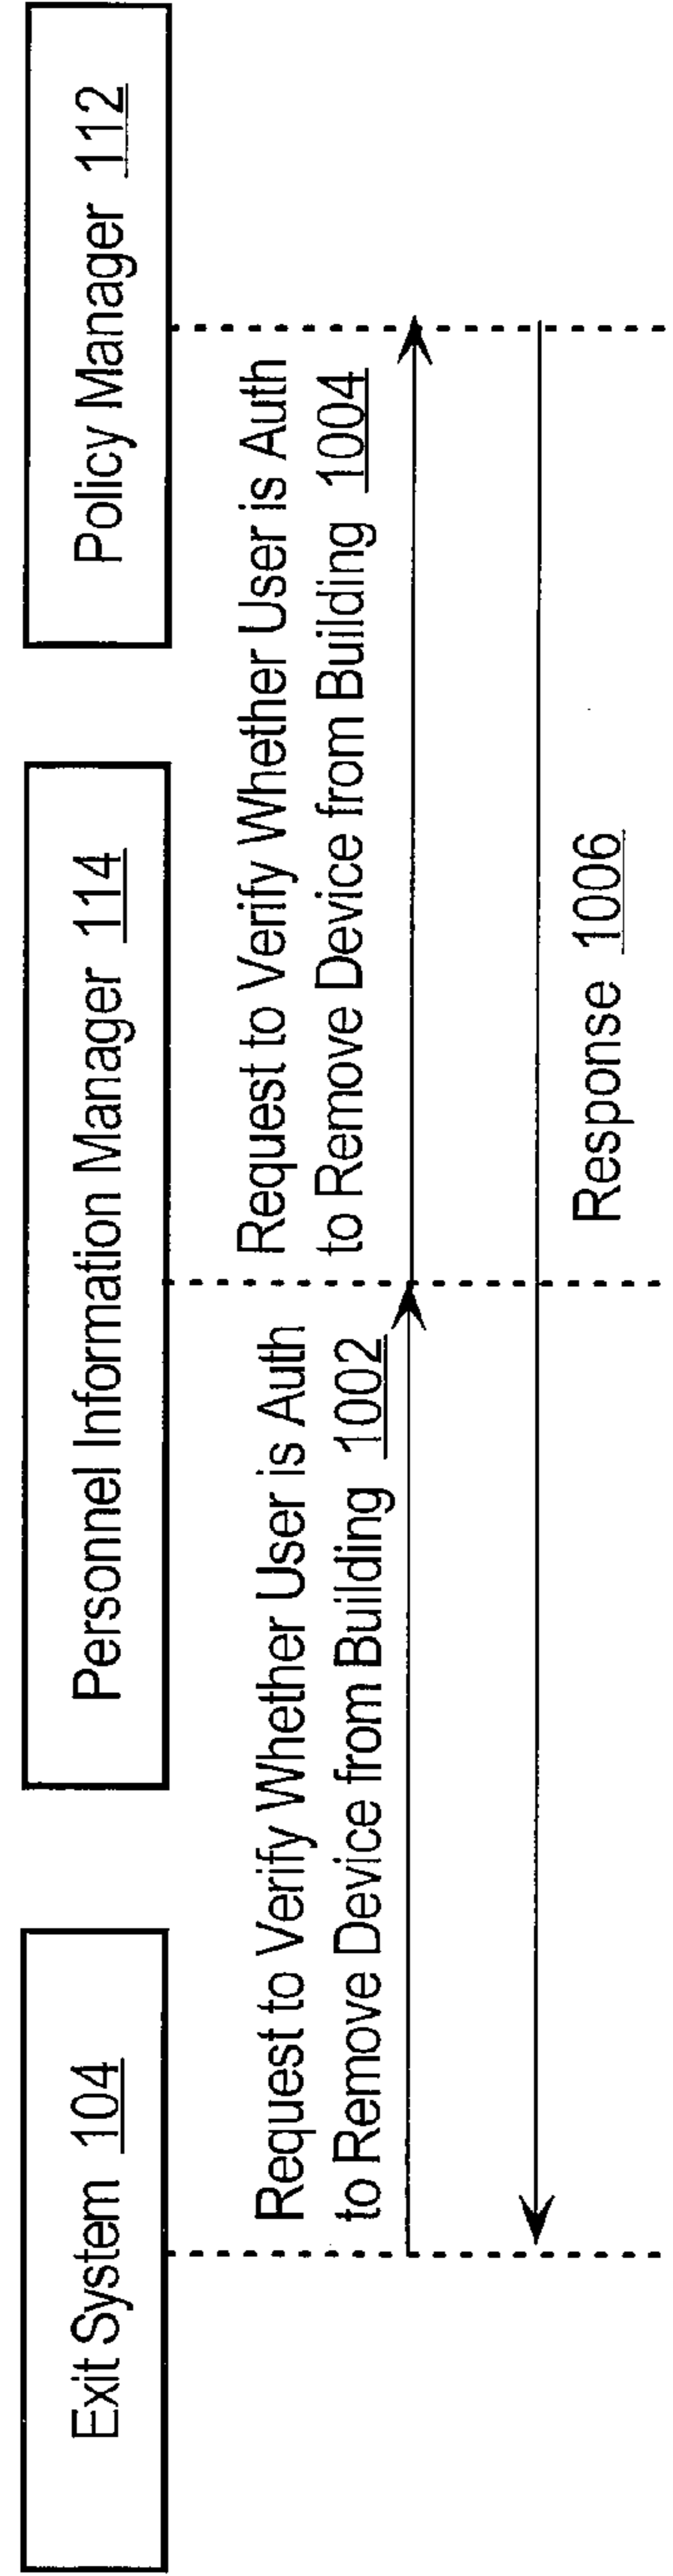 Exit System 104
Personnel Information Manager 114
Policy Manager 112
Request to Verify Whether User is Auth
to Remove Device from Building 1002
Request to Verify Whether User is Auth
to Remove Device from Building 1004
Response 1006